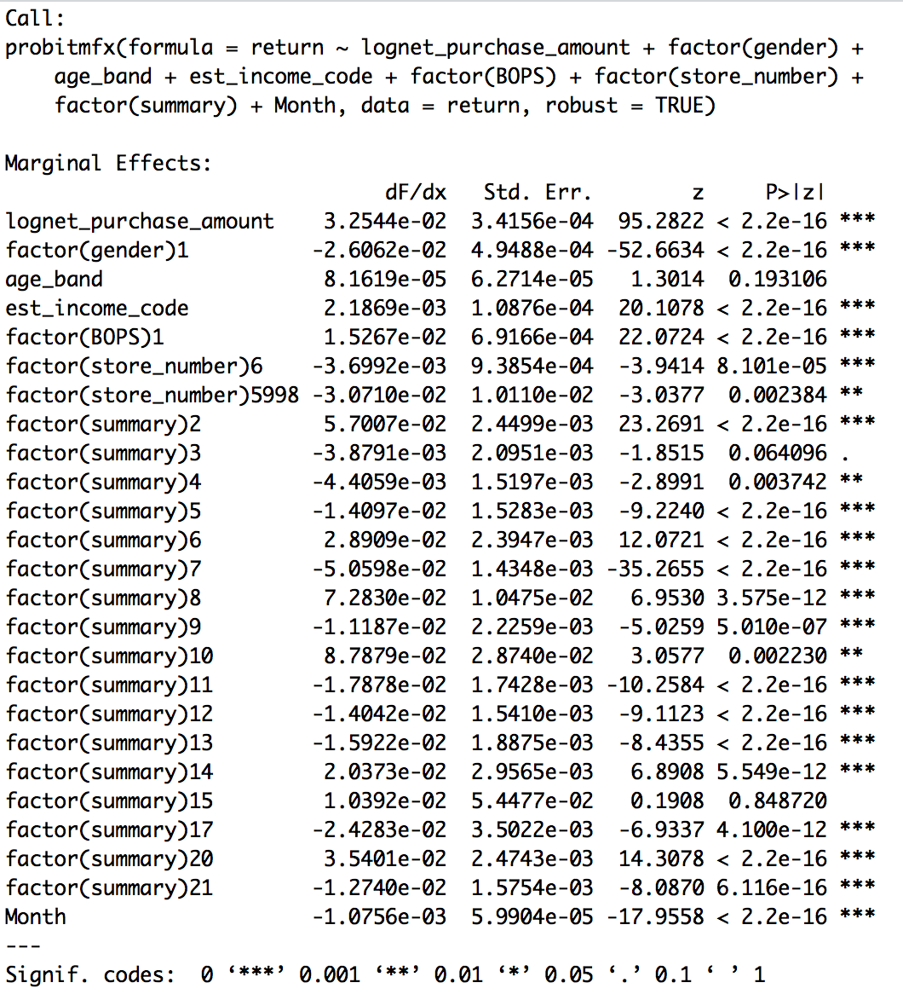 Call:
probitmfx(formula = return ~ lognet_purchase_amount + factor(gender) +
    age_band + est_income_code + factor(BOPS) + factor(store_number) +
    factor(summary) + Month, data = return, robust = TRUE)

Marginal Effects:
                                dF/dx   Std. Err.        z     P>|z|
lognet_purchase_amount     3.2544e-02  3.4156e-04  95.2822 < 2.2e-16 ***
factor(gender)1           -2.6062e-02  4.9488e-04 -52.6634 < 2.2e-16 ***
age_band                   8.1619e-05  6.2714e-05   1.3014  0.193106
est_income_code            2.1869e-03  1.0876e-04  20.1078 < 2.2e-16 ***
factor(BOPS)1              1.5267e-02  6.9166e-04  22.0724 < 2.2e-16 ***
factor(store_number)6     -3.6992e-03  9.3854e-04  -3.9414 8.101e-05 ***
factor(store_number)5998  -3.0710e-02  1.0110e-02  -3.0377  0.002384 **
factor(summary)2           5.7007e-02  2.4499e-03  23.2691 < 2.2e-16 ***
factor(summary)3          -3.8791e-03  2.0951e-03  -1.8515  0.064096 .
factor(summary)4          -4.4059e-03  1.5197e-03  -2.8991  0.003742 **
factor(summary)5          -1.4097e-02  1.5283e-03  -9.2240 < 2.2e-16 ***
factor(summary)6           2.8909e-02  2.3947e-03  12.0721 < 2.2e-16 ***
factor(summary)7          -5.0598e-02  1.4348e-03 -35.2655 < 2.2e-16 ***
factor(summary)8           7.2830e-02  1.0475e-02   6.9530 3.575e-12 ***
factor(summary)9          -1.1187e-02  2.2259e-03  -5.0259 5.010e-07 ***
factor(summary)10          8.7879e-02  2.8740e-02   3.0577  0.002230 **
factor(summary)11         -1.7878e-02  1.7428e-03 -10.2584 < 2.2e-16 ***
factor(summary)12         -1.4042e-02  1.5410e-03  -9.1123 < 2.2e-16 ***
factor(summary)13         -1.5922e-02  1.8875e-03  -8.4355 < 2.2e-16 ***
factor(summary)14          2.0373e-02  2.9565e-03   6.8908 5.549e-12 ***
factor(summary)15          1.0392e-02  5.4477e-02   0.1908  0.848720
factor(summary)17         -2.4283e-02  3.5022e-03  -6.9337 4.100e-12 ***
factor(summary)20          3.5401e-02  2.4743e-03  14.3078 < 2.2e-16 ***
factor(summary)21         -1.2740e-02  1.5754e-03  -8.0870 6.116e-16 ***
Month                     -1.0756e-03  5.9904e-05 -17.9558 < 2.2e-16 ***
---
Signif. codes:  0 ‘***’ 0.001 ‘**’ 0.01 ‘*’ 0.05 ‘.’ 0.1 ‘ ’ 1